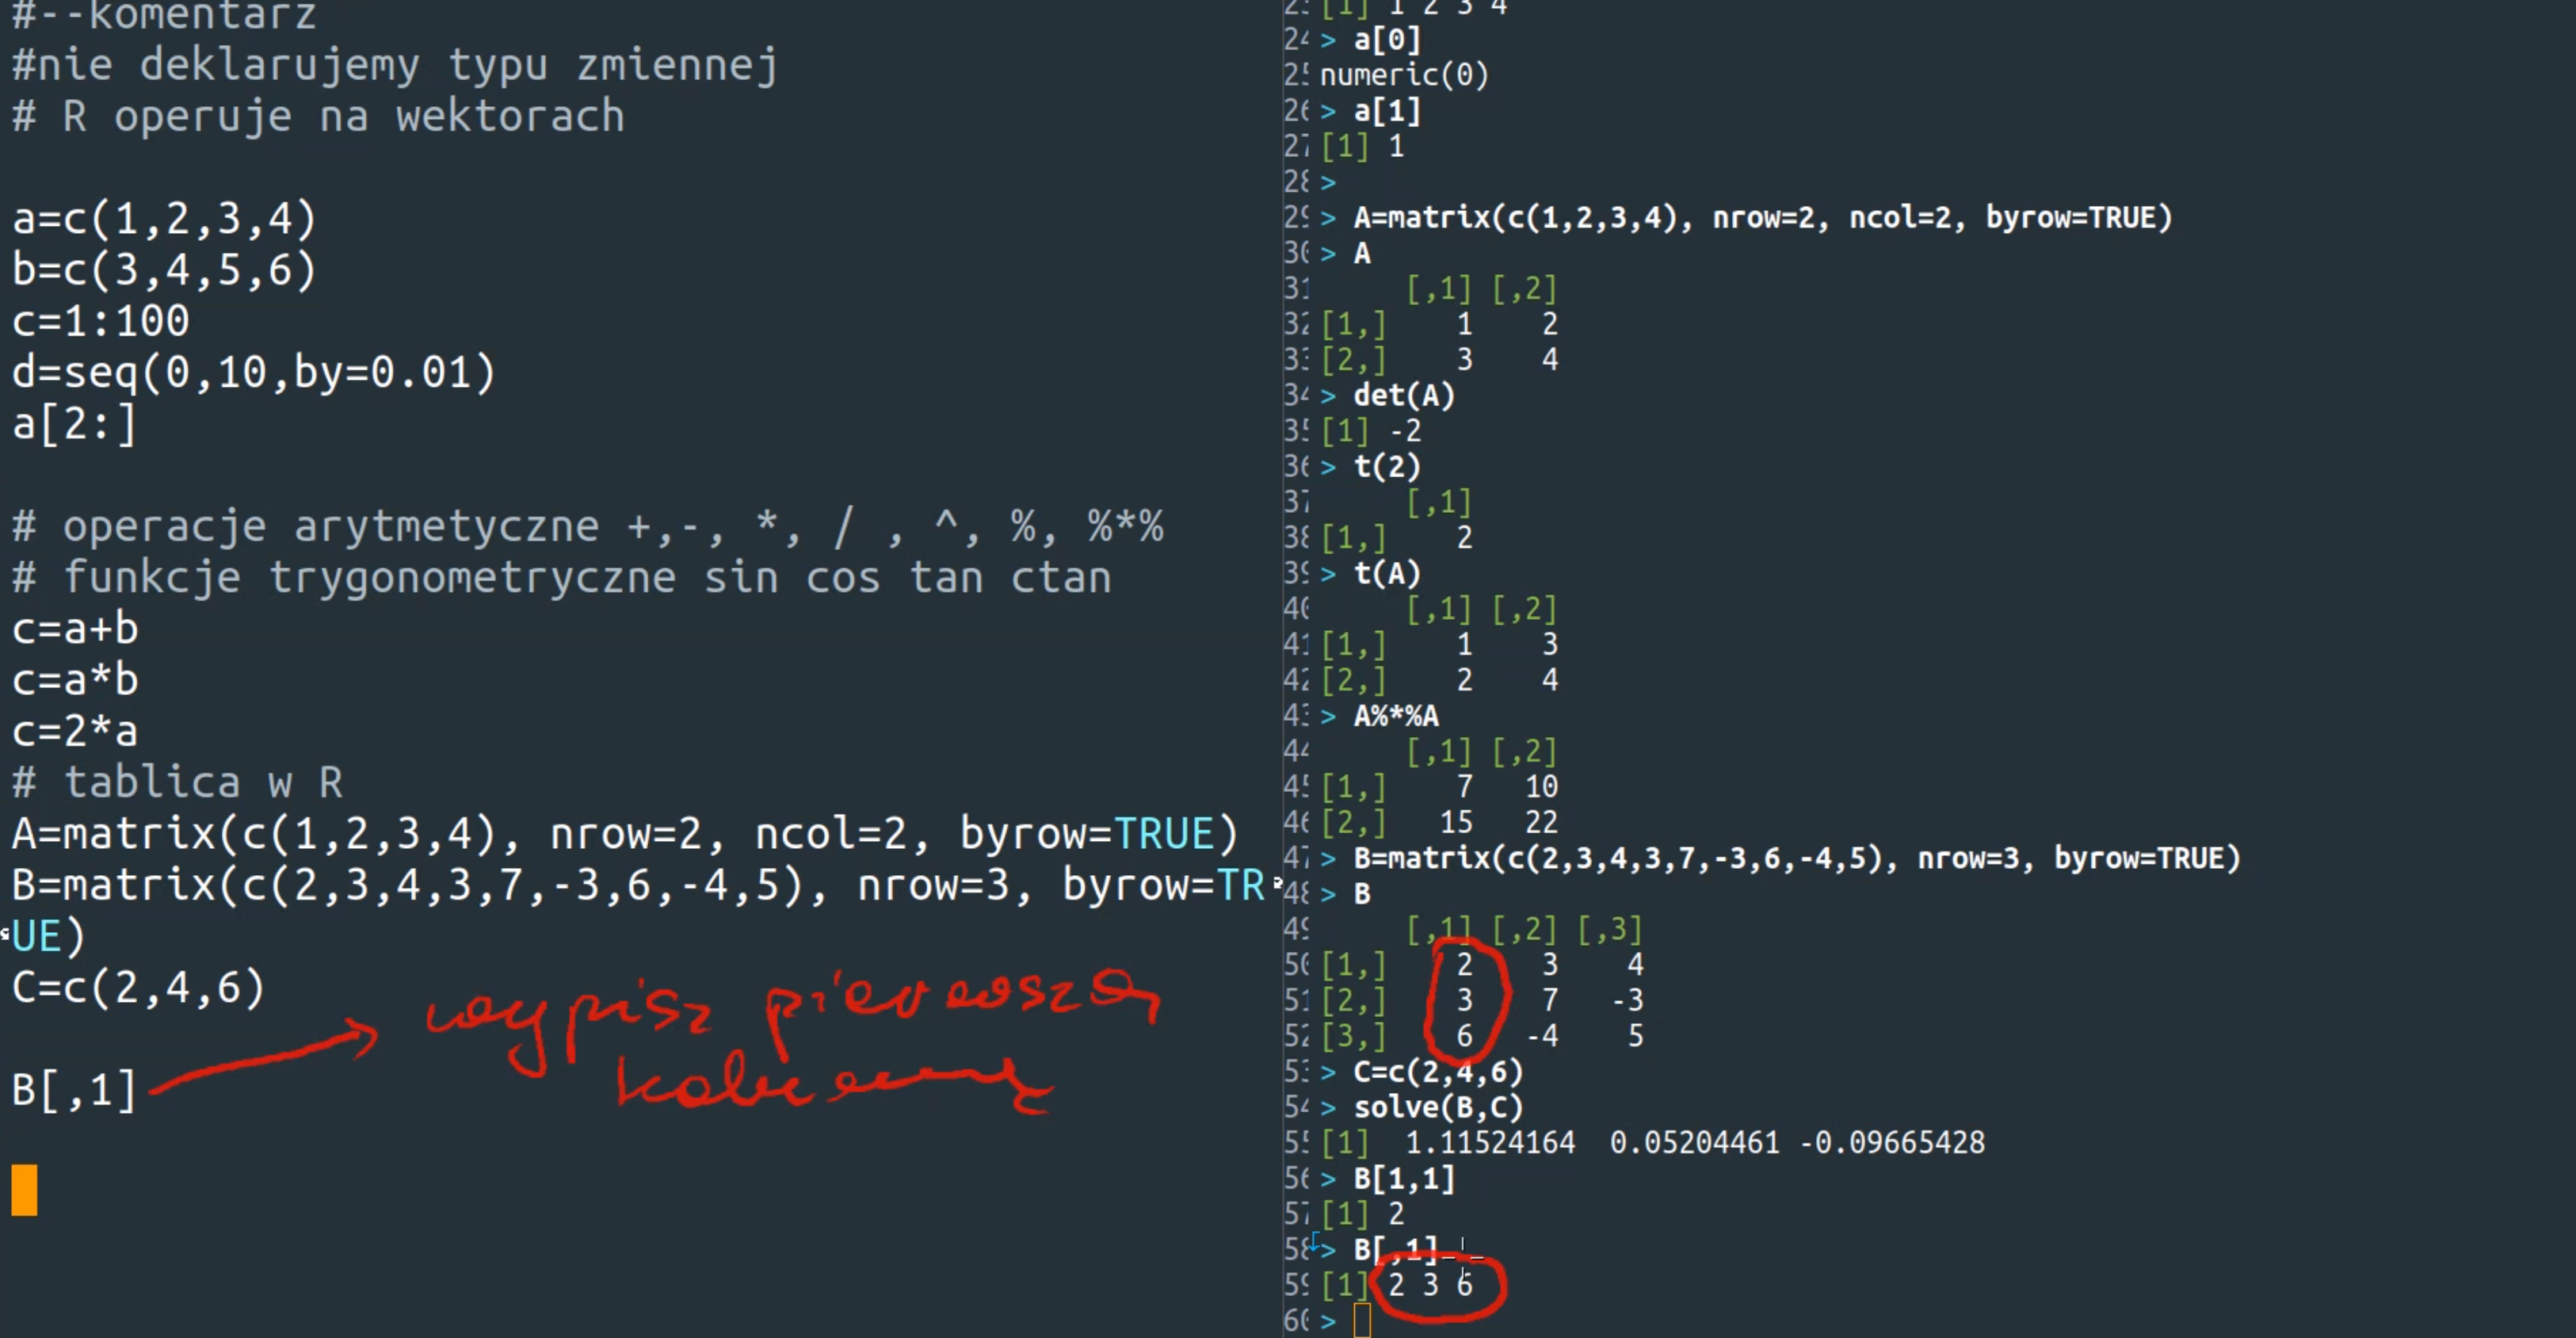 #--komentarz
#nie deklarujemy typu zmiennej
# R operuje na wektorach
a=c(1,2,3,4)
b=c(3,4,5,6)
c=1:100
d=seq(0,10,by=0.01)
a[2:]
# operacje arytmetyczne +,-, *, / , ^, %, %*%
# funkcje trygonometryczne sin cos tan ctan
c=a+b
c=a*b
c=2*a
# tablica w R
A=matrix(c(1,2,3,4), nrow=2, ncol=2, byrow=TRUE)
B=matrix(c(2,3,4,3,7,-3,6,-4,5), nrow=3, byrow=TR
UE)
C=c(2,4,6)
B[,1]
wypisz pierwszą
kolumnę
[1] 1 2 3 4
24 > a[0]
numeric(0)
26 > a[1]
27 [1] 1
28 >
> A=matrix(c(1,2,3,4), nrow=2, ncol=2, byrow=TRUE)
30 > A
31 [,1] [,2]
32 [1,] 1 2
33 [2,] 3 4
34 > det(A)
35 [1] -2
36 > t(2)
37 [,1]
38 [1,] 2
39 > t(A)
40 [,1] [,2]
41 [1,] 1 3
42 [2,] 2 4
43 > A%*%A
44 [,1] [,2]
45 [1,] 7 10
46 [2,] 15 22
47 > B=matrix(c(2,3,4,3,7,-3,6,-4,5), nrow=3, byrow=TRUE)
48 > B
49 [,1] [,2] [,3]
50 [1,] 2 3 4
51 [2,] 3 7 -3
52 [3,] 6 -4 5
53 > C=c(2,4,6)
54 > solve(B,C)
55 [1] 1.11524164 0.05204461 -0.09665428
56 > B[1,1]
57 [1] 2
58 > B[,1]
59 [1] 2 3 6
60 >